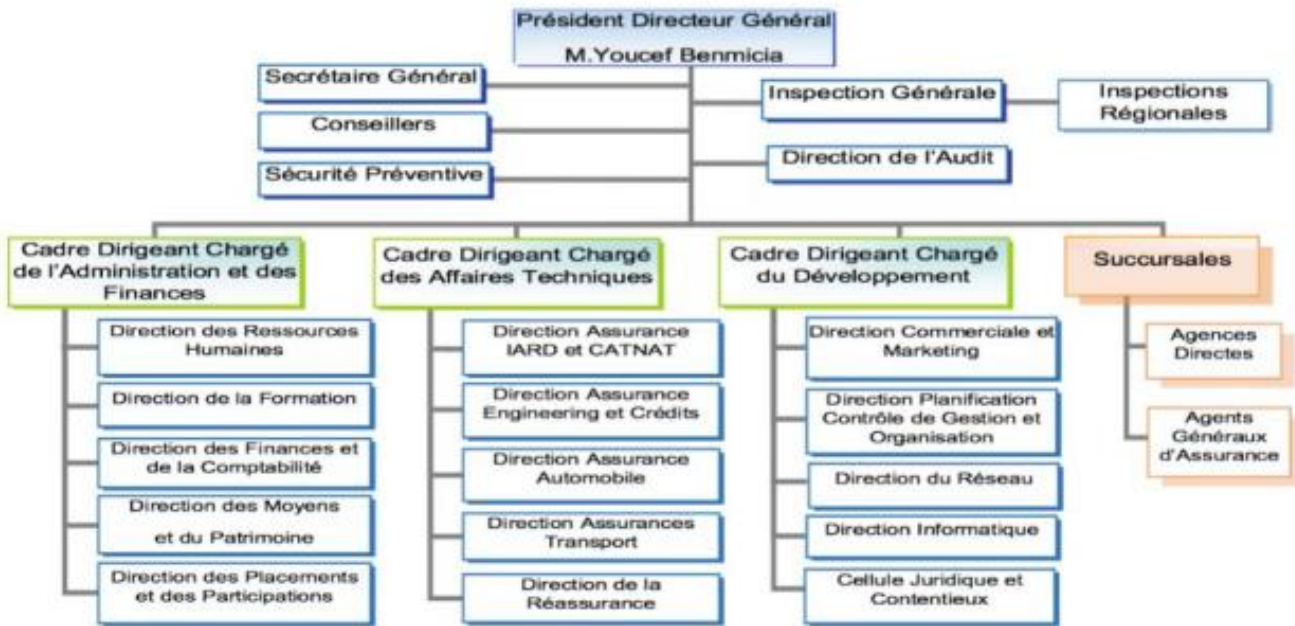 Président Directeur Général
M.Youcef Benmicia
Secrétaire Général
Conseillers
Sécurité Préventive
Inspection Générale
Inspections
Régionales
Direction de l'Audit
Cadre Dirigeant Chargé
de l'Administration et des
Finances
Direction des Ressources
Humaines
Direction de la Formation
Direction des Finances et
de la Comptabilité
Direction des Moyens
et du Patrimoine
Direction des Placements
et des Participations
Cadre Dirigeant Chargé
des Affaires Techniques
Direction Assurance
IARD et CATNAT
Direction Assurance
Engineering et Crédits
Direction Assurance
Automobile
Direction Assurances
Transport
Direction de la
Réassurance
Cadre Dirigeant Chargé
du Développement
Direction Commerciale et
Marketing
Direction Planification
Contrôle de Gestion et
Organisation
Direction du Réseau
Direction Informatique
Cellule Juridique et
Contentieux
Succursales
Agences
Directes
Agents
Généraux
d'Assurance